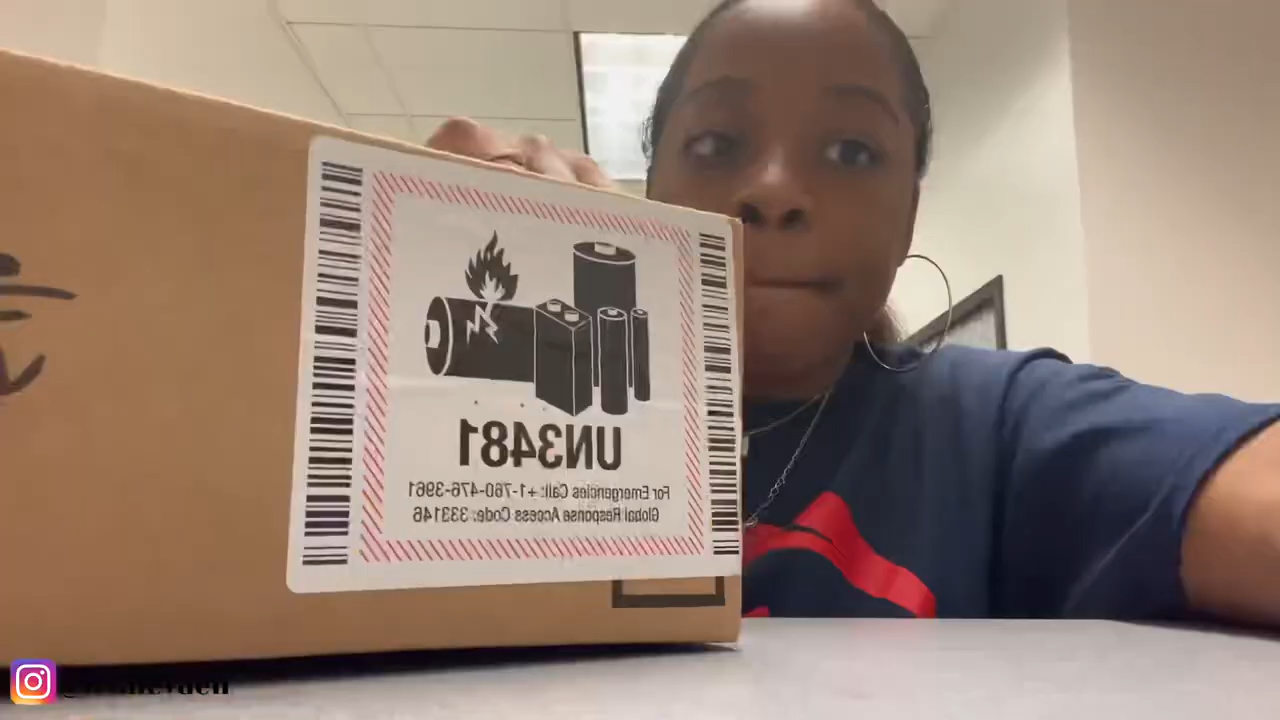 UN3481
For Emergencies Call: +1-760-476-3961
Global Response Access Code: 333146